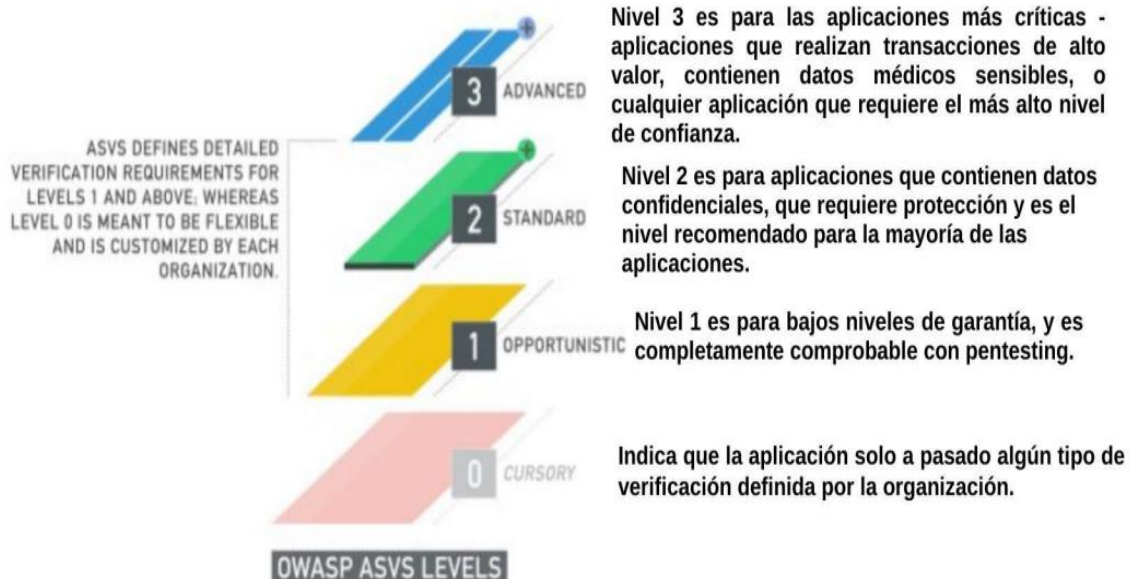 Nivel 3 es para las aplicaciones más críticas -
aplicaciones que realizan transacciones de alto
valor, contienen datos médicos sensibles, o
cualquier aplicación que requiere el más alto nivel
de confianza.
3 ADVANCED
ASVS DEFINES DETAILED
VERIFICATION REQUIREMENTS FOR
LEVELS 1 AND ABOVE; WHEREAS
LEVEL 0 IS MEANT TO BE FLEXIBLE
AND IS CUSTOMIZED BY EACH
ORGANIZATION.
Nivel 2 es para aplicaciones que contienen datos
confidenciales, que requiere protección y es el
nivel recomendado para la mayoría de las
aplicaciones.
2 STANDARD
Nivel 1 es para bajos niveles de garantía, y es
completamente comprobable con pentesting.
1 OPPORTUNISTIC
Indica que la aplicación solo a pasado algún tipo de
verificación definida por la organización.
0 CURSORY
OWASP ASVS LEVELS